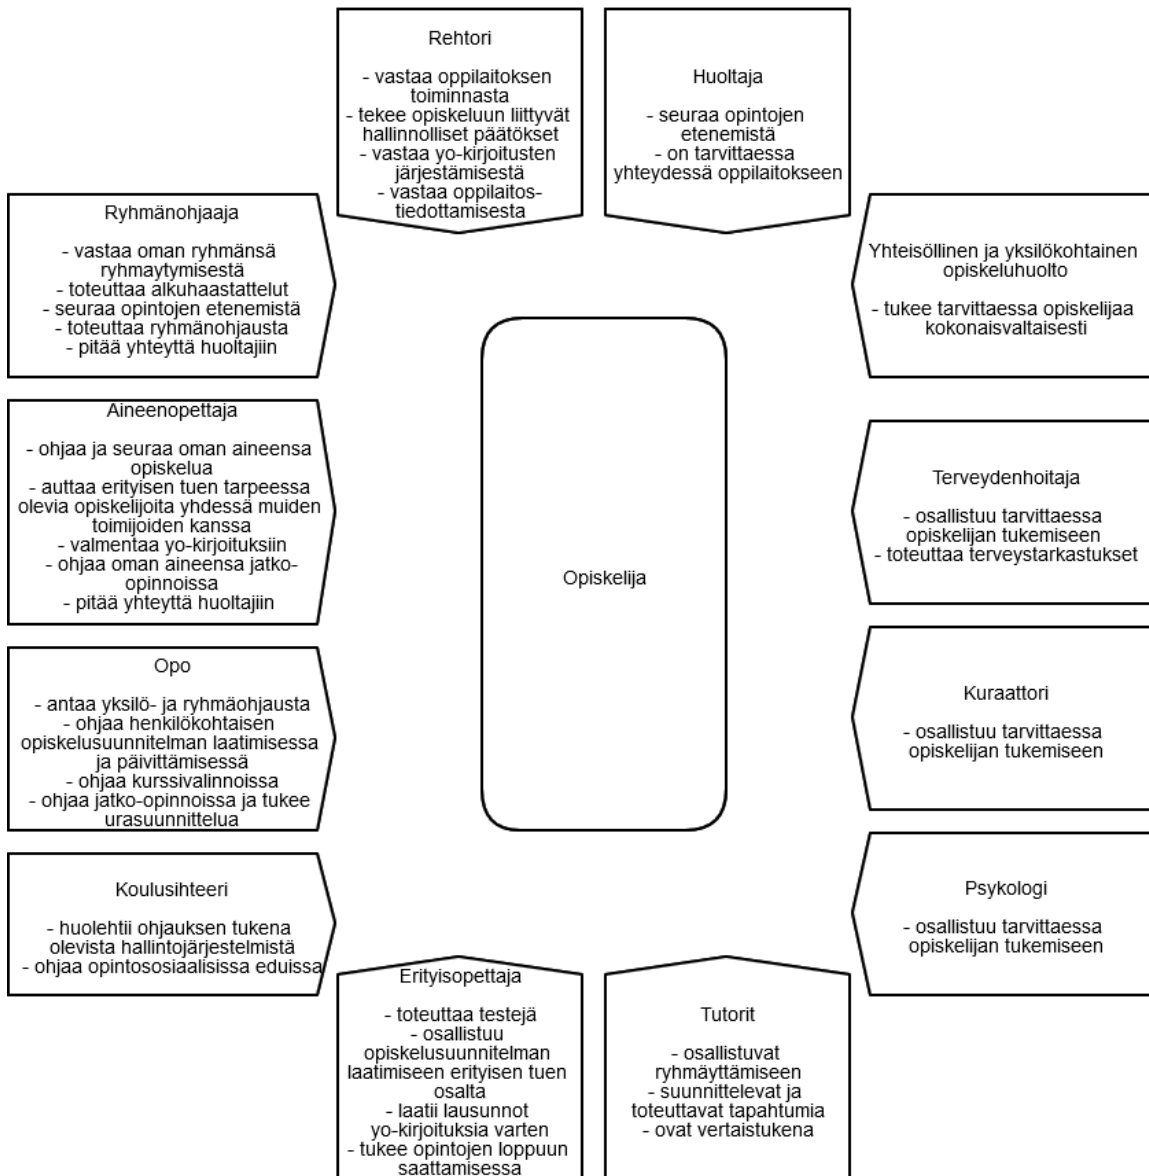 Rehtori
- vastaa oppilaitoksen
toiminnasta
- tekee opiskeluun liittyvät
hallinnolliset päätökset
- vastaa yo-kirjoitusten
järjestämisestä
- vastaa oppilaitos-
tiedottamisesta
Huoltaja
- seuraa opintojen
etenemistä
- on tarvittaessa
yhteydessä oppilaitokseen
Ryhmänohjaaja
- vastaa oman ryhmänsä
ryhmaytymisestä
- toteuttaa alkuhaastattelut
- seuraa opintojen etenemistä
- toteuttaa ryhmänohjausta
- pitää yhteyttä huoltajiin
Yhteisöllinen ja yksilökohtainen
opiskeluhuolto
- tukee tarvittaessa opiskelijaa
kokonaisvaltaisesti
Aineenopettaja
- ohjaa ja seuraa oman aineensa
opiskelua
- auttaa erityisen tuen tarpeessa
olevia opiskelijoita yhdessä muiden
toimijoiden kanssa
- valmentaa yo-kirjoituksiin
- ohjaa oman aineensa jatko-
opinnoissa
- pitää yhteyttä huoltajiin
Opiskelija
Terveydenhoitaja
- osallistuu tarvittaessa
opiskelijan tukemiseen
- toteuttaa terveystarkastukset
Opo
- antaa yksilö- ja ryhmäohjausta
- ohjaa henkilökohtaisen
opiskelusuunnitelman laatimisessa
ja päivittämisessä
- ohjaa kurssivalinnoissa
- ohjaa jatko-opinnoissa ja tukee
urasuunnittelua
Kuraattori
- osallistuu tarvittaessa
opiskelijan tukemiseen
Koulusihteeri
- huolehtii ohjauksen tukena
olevista hallintojärjestelmistä
- ohjaa opintososiaalisissa eduissa
Psykologi
- osallistuu tarvittaessa
opiskelijan tukemiseen
Erityisopettaja
- toteuttaa testejä
- osallistuu
opiskelusuunnitelman
laatimiseen erityisen tuen
osalta
- laatii lausunnot
yo-kirjoituksia varten
- tukee opintojen loppuun
saattamisessa
Tutorit
- osallistuvat
ryhmäyttämiseen
- suunnittelevat ja
toteuttavat tapahtumia
- ovat vertaistukena